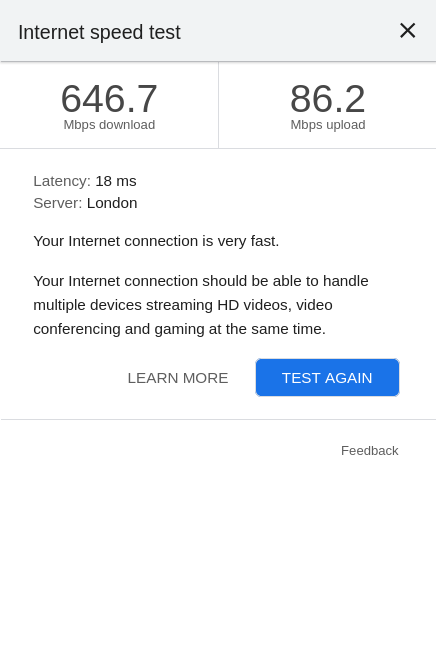 Internet speed test
646.7
Mbps download
86.2
Mbps upload
Latency: 18 ms
Server: London
Your Internet connection is very fast.
Your Internet connection should be able to handle
multiple devices streaming HD videos, video
conferencing and gaming at the same time.
LEARN MORE
TEST AGAIN
Feedback